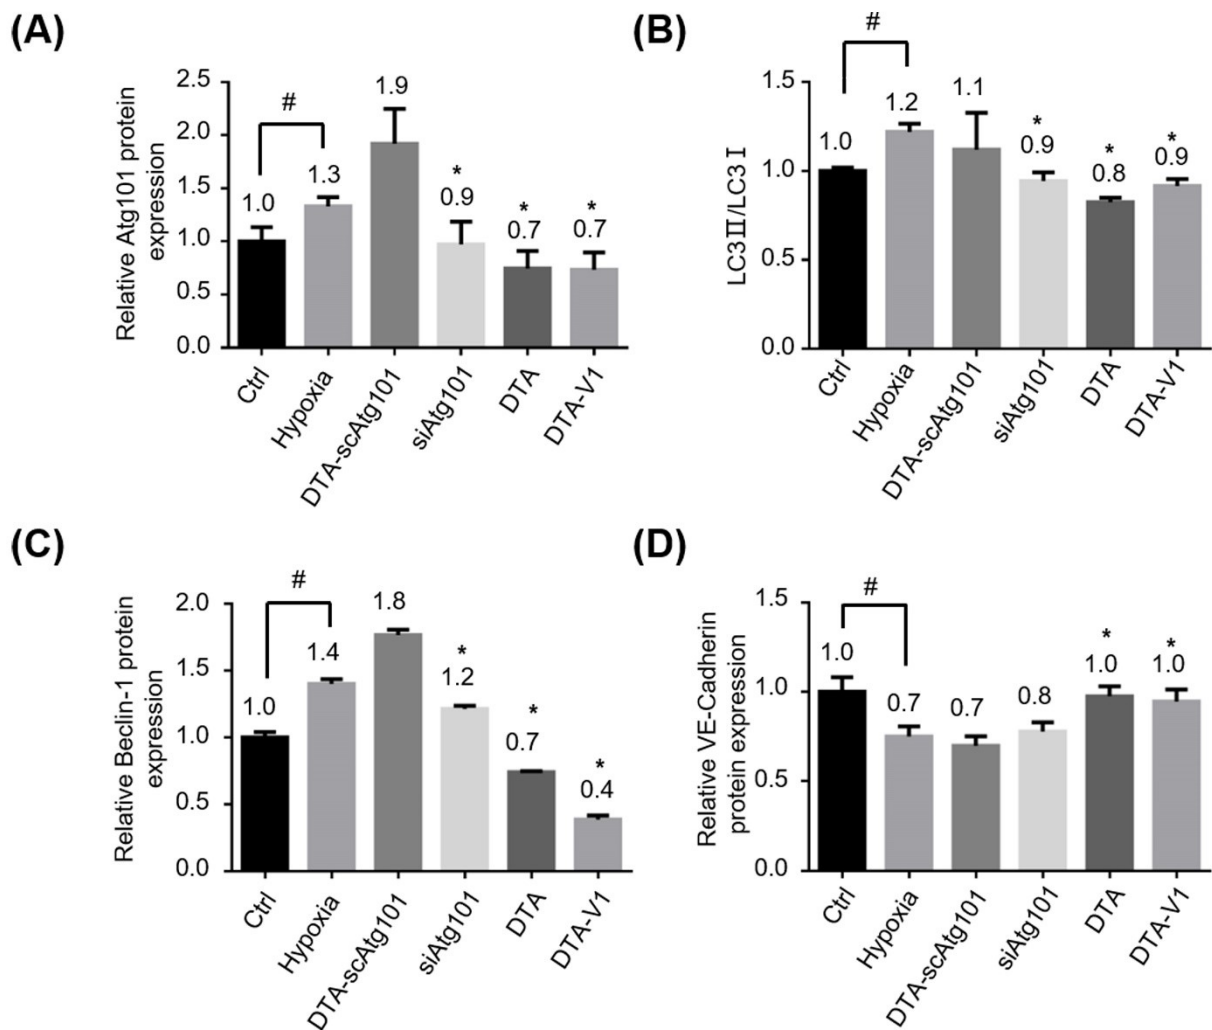 (A)
Relative Atg101 protein
expression
2.5
2.0
1.5
1.0
0.5
0.0
#
1.0
1.3
1.9
*
0.9
*
0.7
*
0.7
Ctrl
Hypoxia
DTA-scAtg101
siAtg101
DTA
DTA-V1
(B)
LC3II/LC3I
1.5
1.0
0.5
0.0
#
1.0
1.2
1.1
*
0.9
*
0.8
*
0.9
Ctrl
Hypoxia
DTA-scAtg101
siAtg101
DTA
DTA-V1
(C)
Relative Beclin-1 protein
expression
2.0
1.5
1.0
0.5
0.0
#
1.0
1.4
1.8
*
1.2
*
0.7
*
0.4
Ctrl
Hypoxia
DTA-scAtg101
siAtg101
DTA
DTA-V1
(D)
Relative VE-Cadherin
protein expression
1.5
1.0
0.5
0.0
#
1.0
0.7
0.7
0.8
*
1.0
*
1.0
Ctrl
Hypoxia
DTA-scAtg101
siAtg101
DTA
DTA-V1